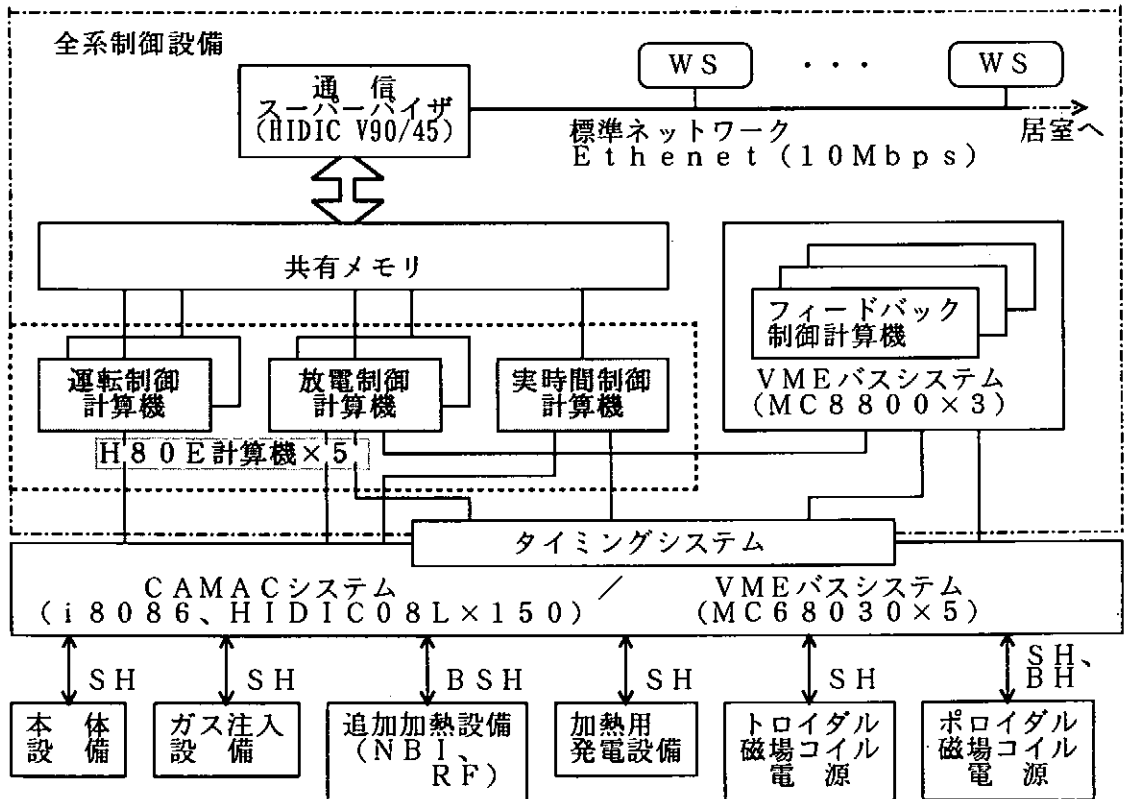 全系制御設備
WS
・・・
WS
通信
スーパーバイザ
(HIDIC V90/45)
標準ネットワーク
Ethenet(10Mbps)
居室へ
共有メモリ
フィードバック
制御計算機
VMEバスシステム
(MC8800×3)
運転制御
計算機
放電制御
計算機
実時間制御
計算機
H80E計算機×5
タイミングシステム
CAMACシステム
(i8086、HIDIC08L×150)
/
VMEバスシステム
(MC68030×5)
SH
SH
BSH
SH
SH
SH、
BH
本体
設備
ガス注入
設備
追加加熱設備
(NBI、
RF)
加熱用
発電設備
トロイダル
磁場コイル
電源
ポロイダル
磁場コイル
電源